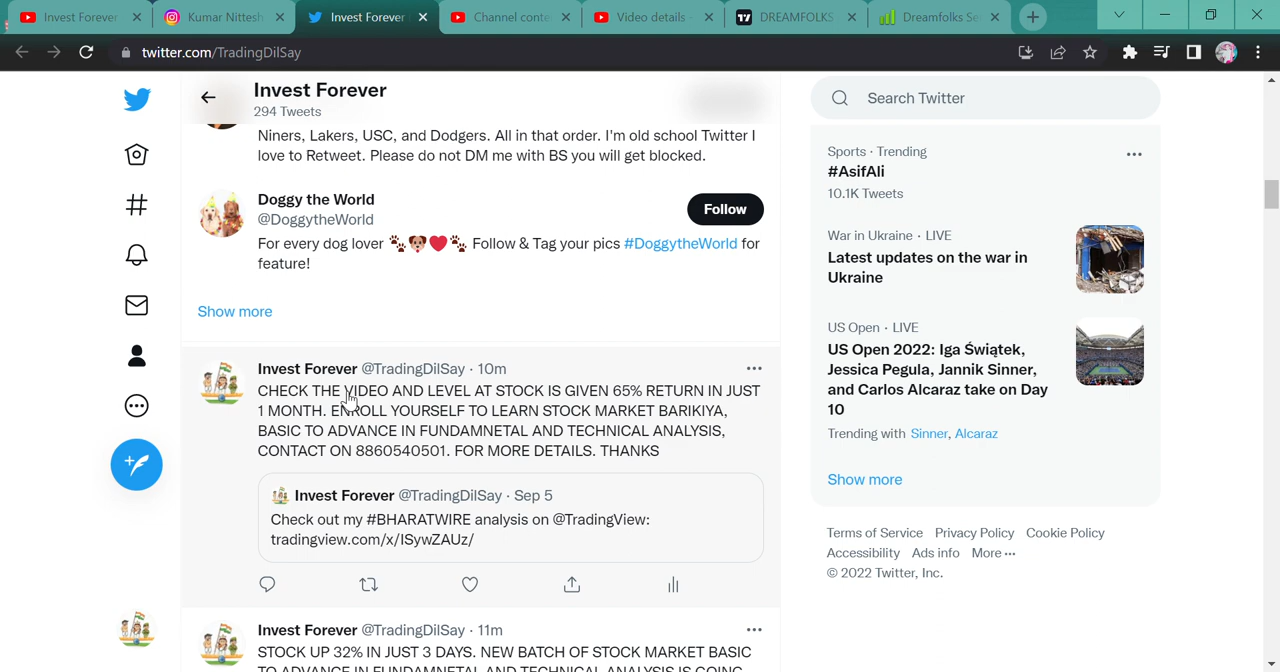 Invest Forever
Kumar Nittesh
Invest Forever
Channel conte
Video details -
DREAMFOLKS
Dreamfolks Se
twitter.com/TradingDilSay
Invest Forever
294 Tweets
Niners, Lakers, USC, and Dodgers. All in that order. I'm old school Twitter I
love to Retweet. Please do not DM me with BS you will get blocked.
Doggy the World
@DoggytheWorld
Follow
For every dog lover 🐾🐶❤️🐾 Follow & Tag your pics #DoggytheWorld for
feature!
Show more
Invest Forever @TradingDilSay · 10m
CHECK THE VIDEO AND LEVEL AT STOCK IS GIVEN 65% RETURN IN JUST
1 MONTH. ENROLL YOURSELF TO LEARN STOCK MARKET BARIKIYA,
BASIC TO ADVANCE IN FUNDAMNETAL AND TECHNICAL ANALYSIS,
CONTACT ON 8860540501. FOR MORE DETAILS. THANKS
Invest Forever @TradingDilSay · Sep 5
Check out my #BHARATWIRE analysis on @TradingView:
tradingview.com/x/ISywZAUz/
Invest Forever @TradingDilSay · 11m
STOCK UP 32% IN JUST 3 DAYS. NEW BATCH OF STOCK MARKET BASIC
TO ADVANCE IN FUNDAMNETAL AND TECHNICAL ANALYSIS IS GOING
Search Twitter
Sports · Trending
#AsifAli
10.1K Tweets
War in Ukraine · LIVE
Latest updates on the war in
Ukraine
US Open · LIVE
US Open 2022: Iga Świątek,
Jessica Pegula, Jannik Sinner,
and Carlos Alcaraz take on Day
10
Trending with Sinner, Alcaraz
Show more
Terms of Service Privacy Policy Cookie Policy
Accessibility Ads info More ···
© 2022 Twitter, Inc.